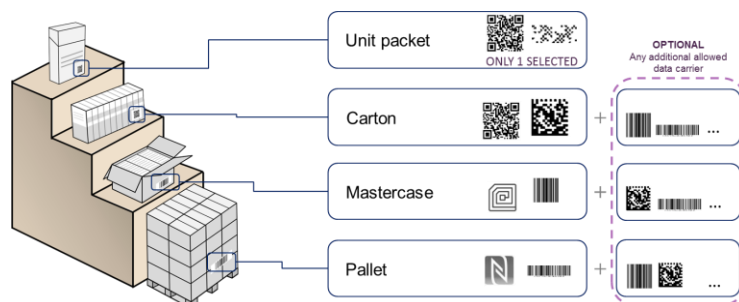 Unit packet
ONLY 1 SELECTED
OPTIONAL
Any additional allowed
data carrier
Carton
+
...
Mastercase
+
...
Pallet
+
...